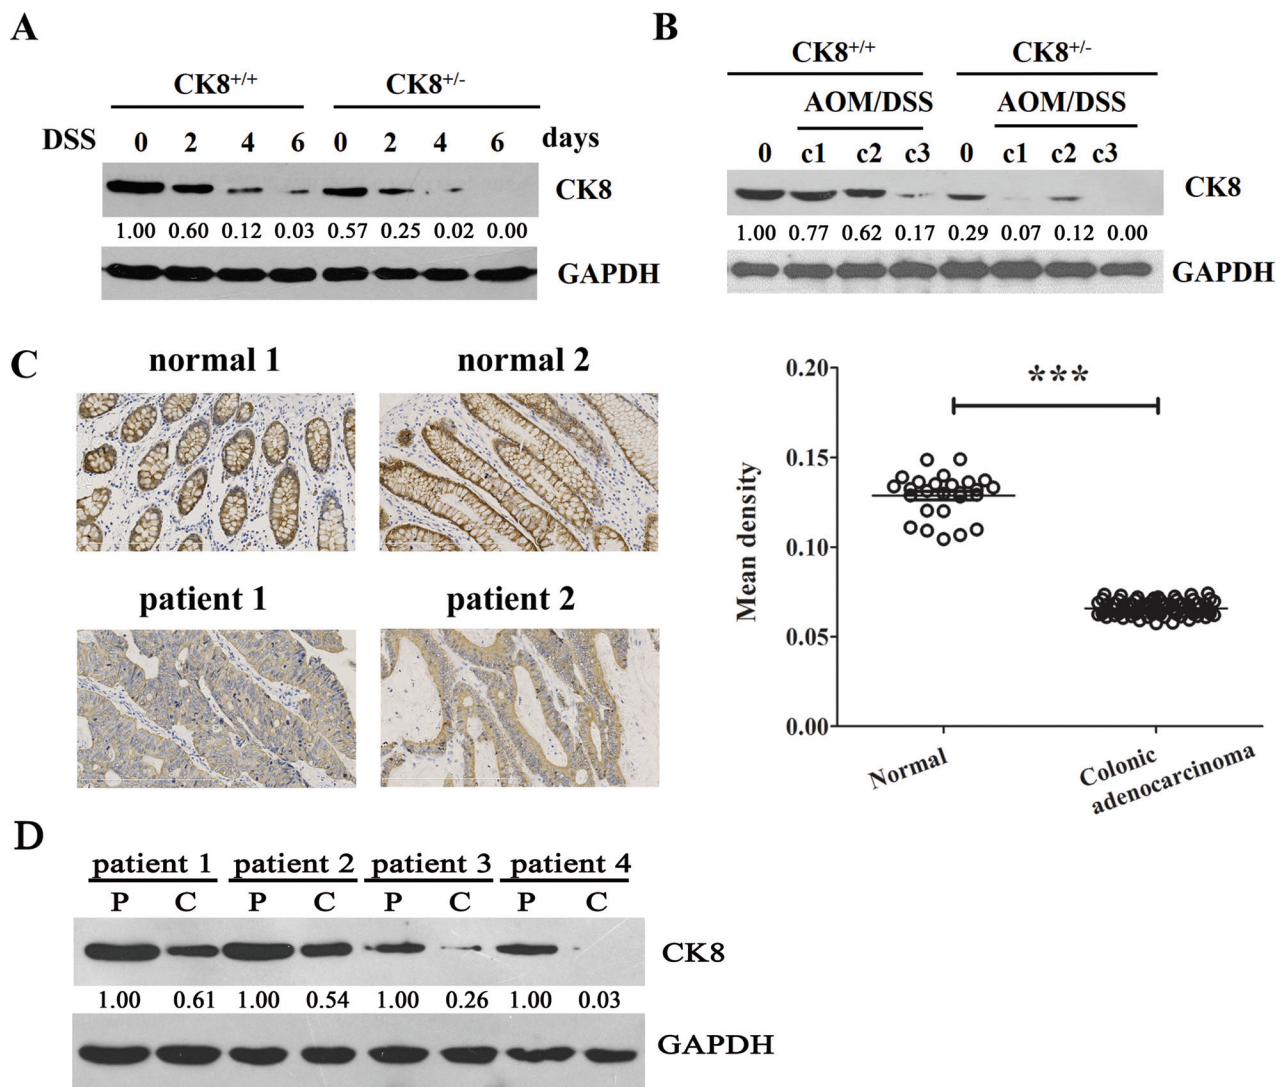 A
CK8+/+ CK8+/-
DSS 0 2 4 6 0 2 4 6 days
CK8
1.00 0.60 0.12 0.03 0.57 0.25 0.02 0.00
GAPDH
B
CK8+/+ CK8+/-
AOM/DSS AOM/DSS
0 c1 c2 c3 0 c1 c2 c3
CK8
1.00 0.77 0.62 0.17 0.29 0.07 0.12 0.00
GAPDH
C
normal 1 normal 2
patient 1 patient 2
Mean density
0.20
0.15
0.10
0.05
0.00
***
Normal
Colonic
adenocarcinoma
D
patient 1 patient 2 patient 3 patient 4
P C P C P C P C
CK8
1.00 0.61 1.00 0.54 1.00 0.26 1.00 0.03
GAPDH